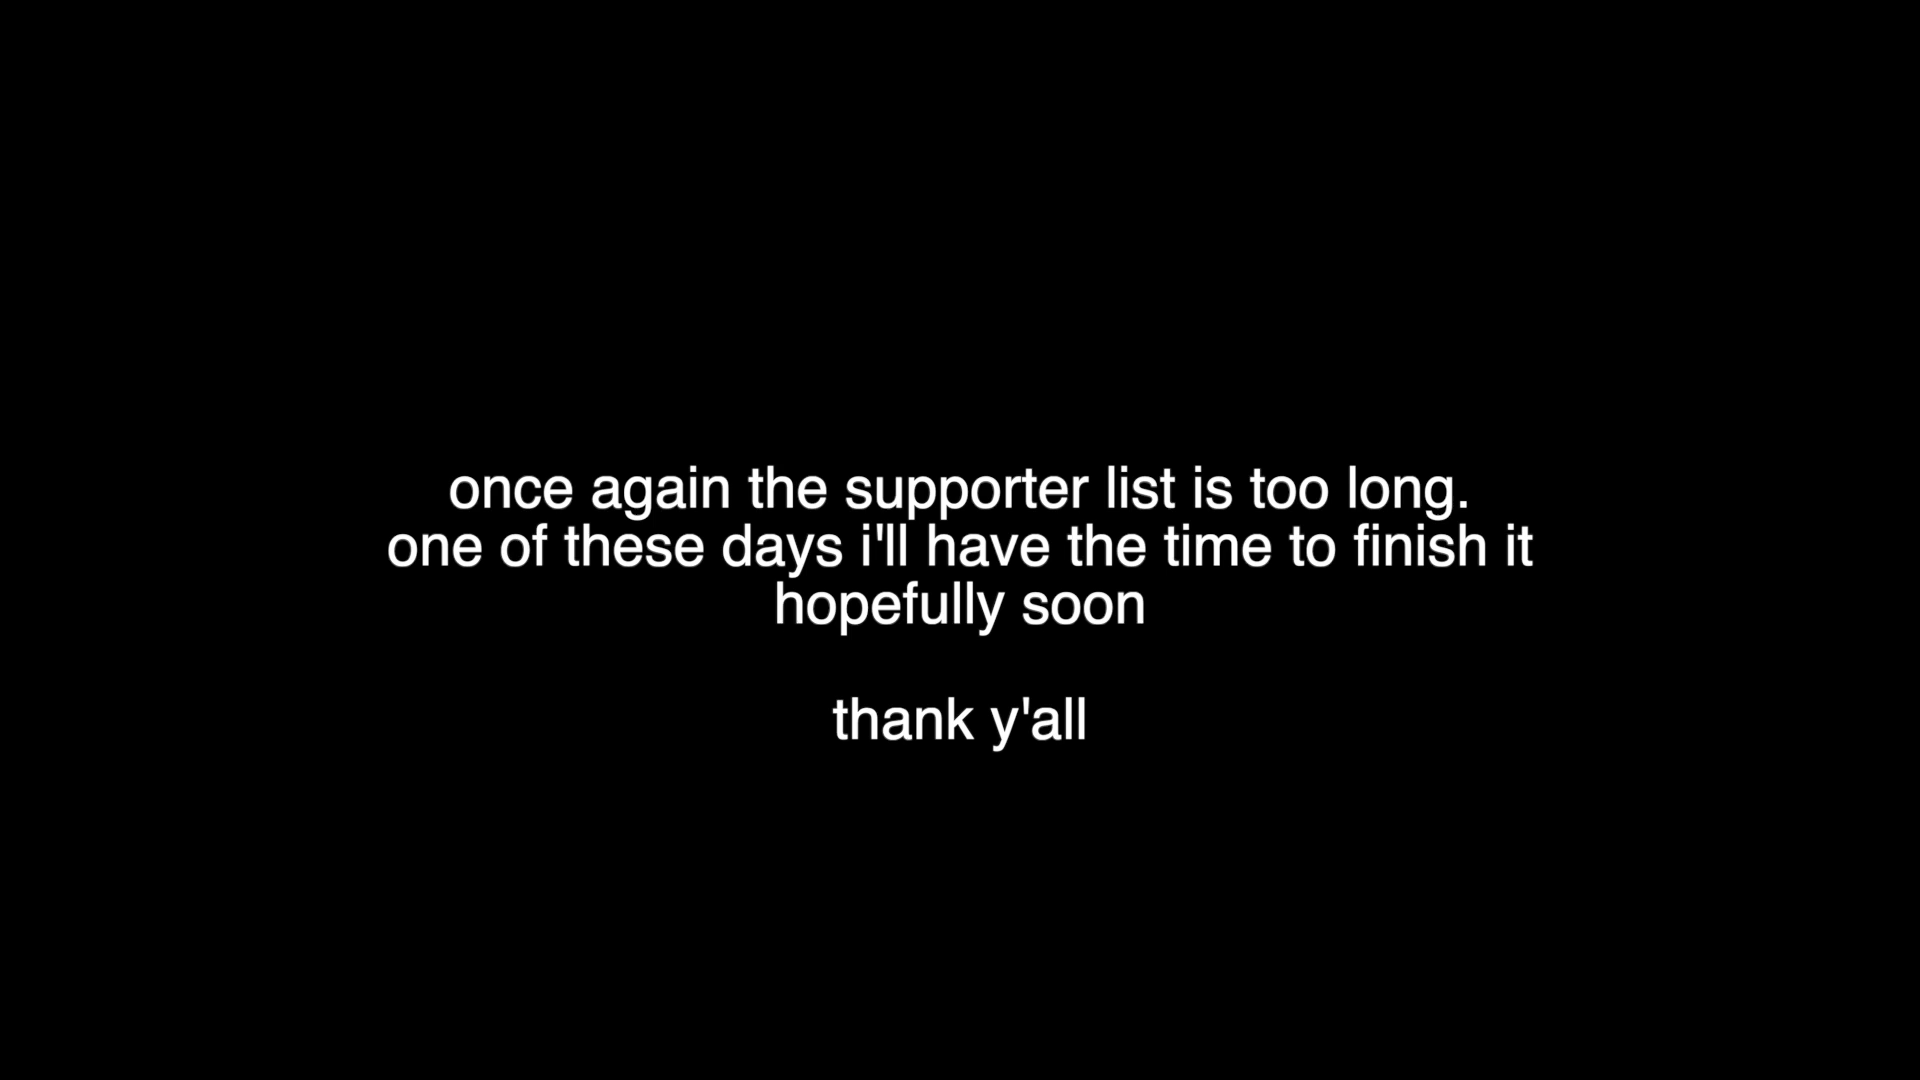 once again the supporter list is too long.
one of these days i'll have the time to finish it
hopefully soon
thank y'all